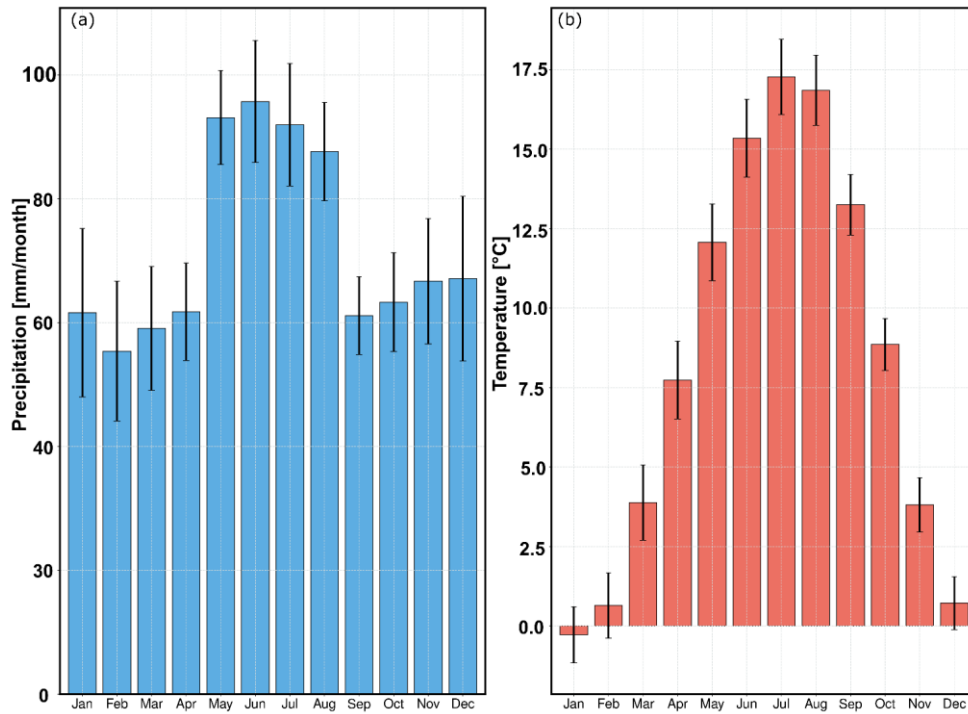 (a)
Precipitation [mm/month]
100
80
60
40
30
0
Jan Feb Mar Apr May Jun Jul Aug Sep Oct Nov Dec
(b)
Temperature [°C]
17.5
15.0
12.5
10.0
7.5
5.0
2.5
0.0
Jan Feb Mar Apr May Jun Jul Aug Sep Oct Nov Dec